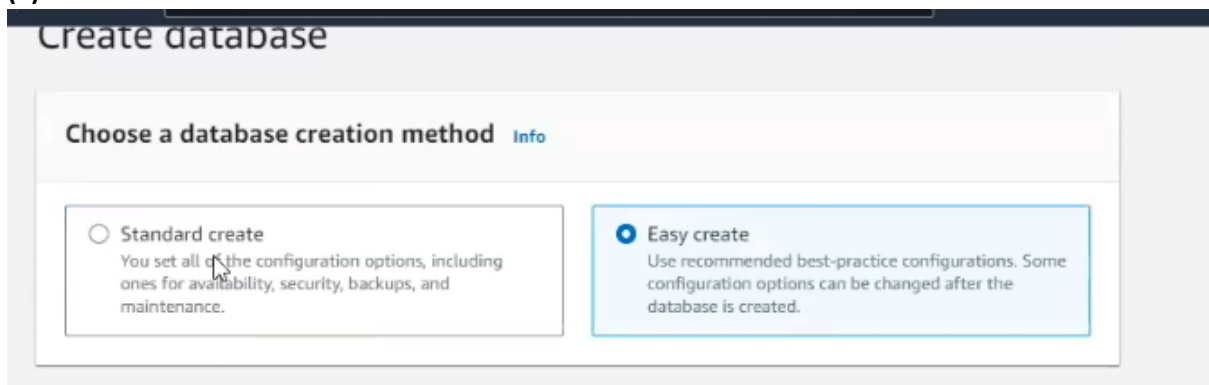 Create database
Choose a database creation method Info
Standard create
You set all of the configuration options, including
ones for availability, security, backups, and
maintenance.
Easy create
Use recommended best-practice configurations. Some
configuration options can be changed after the
database is created.